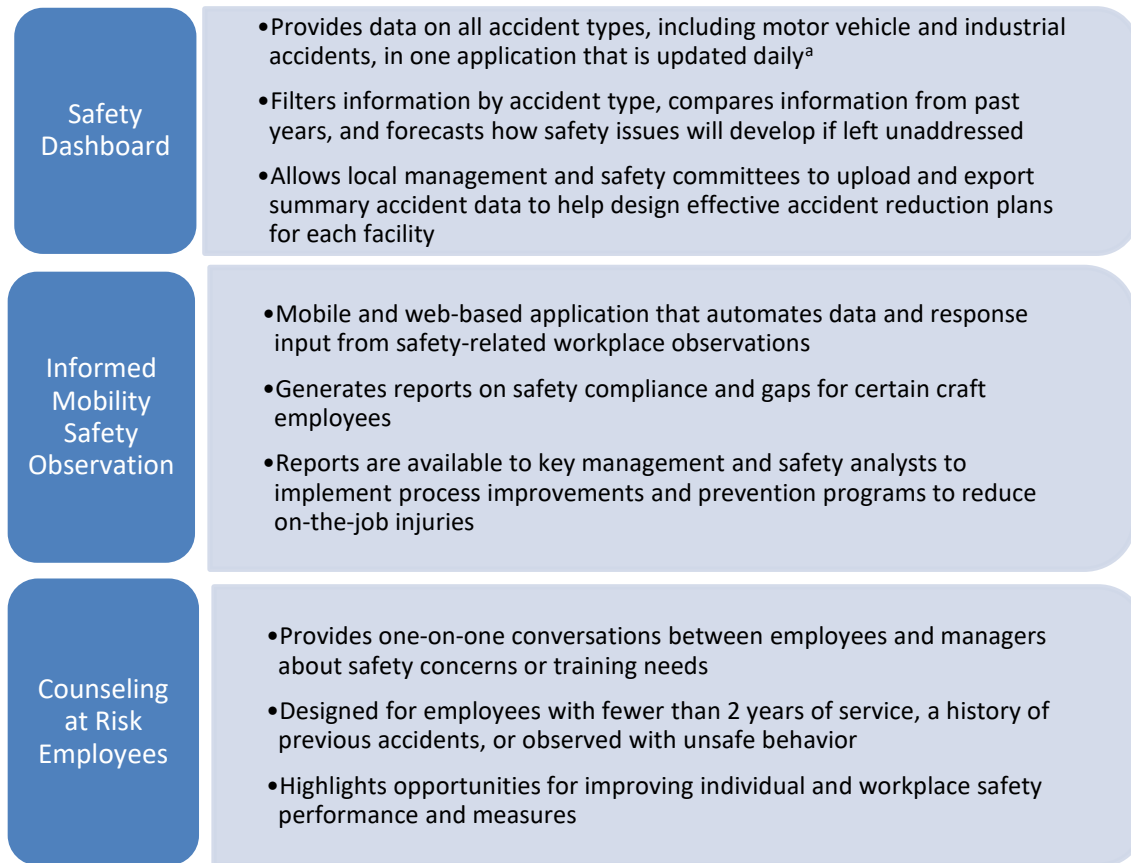 Safety
Dashboard
•Provides data on all accident types, including motor vehicle and industrial
accidents, in one application that is updated dailyᵃ
•Filters information by accident type, compares information from past
years, and forecasts how safety issues will develop if left unaddressed
•Allows local management and safety committees to upload and export
summary accident data to help design effective accident reduction plans
for each facility
Informed
Mobility
Safety
Observation
•Mobile and web-based application that automates data and response
input from safety-related workplace observations
•Generates reports on safety compliance and gaps for certain craft
employees
•Reports are available to key management and safety analysts to
implement process improvements and prevention programs to reduce
on-the-job injuries
Counseling
at Risk
Employees
•Provides one-on-one conversations between employees and managers
about safety concerns or training needs
•Designed for employees with fewer than 2 years of service, a history of
previous accidents, or observed with unsafe behavior
•Highlights opportunities for improving individual and workplace safety
performance and measures